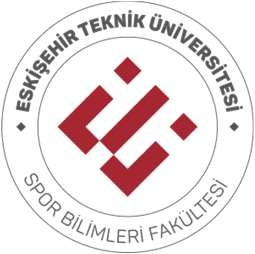 ESKİŞEHİR TEKNİK ÜNİVERSİTESİ
SPOR BİLİMLERİ FAKÜLTESİ